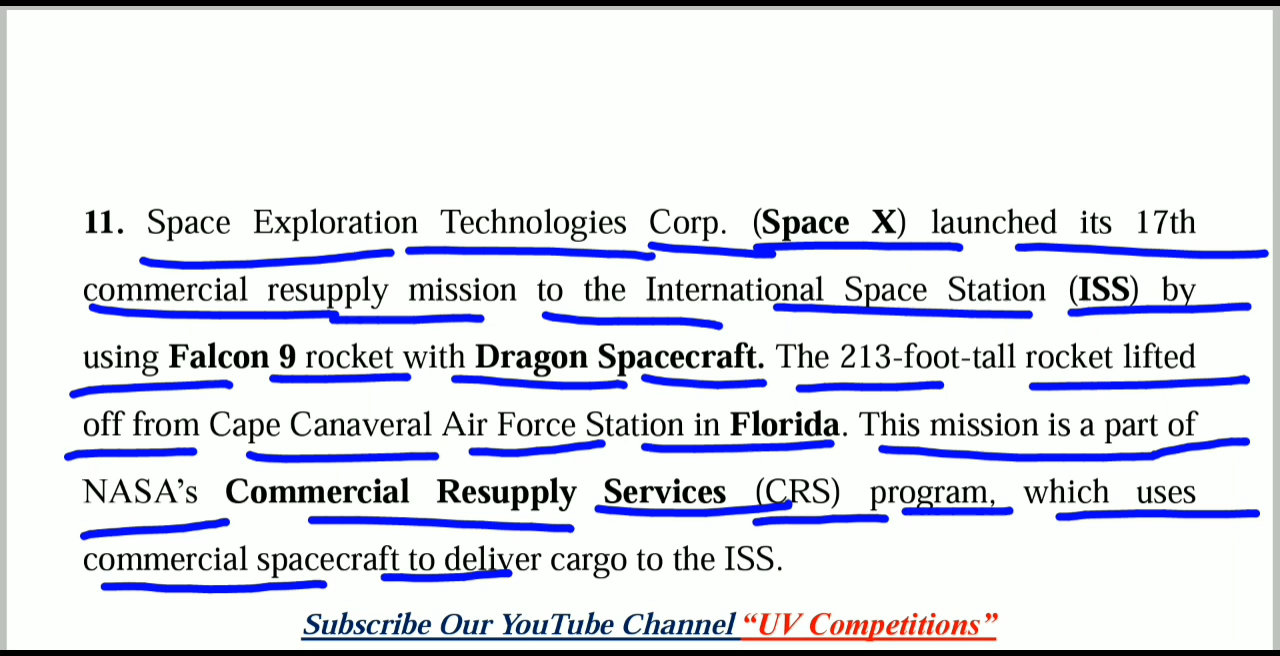 11. Space Exploration Technologies Corp. (Space X) launched its 17th
commercial resupply mission to the International Space Station (ISS) by
using Falcon 9 rocket with Dragon Spacecraft. The 213-foot-tall rocket lifted
off from Cape Canaveral Air Force Station in Florida. This mission is a part of
NASA’s Commercial Resupply Services (CRS) program, which uses
commercial spacecraft to deliver cargo to the ISS.
Subscribe Our YouTube Channel “UV Competitions”